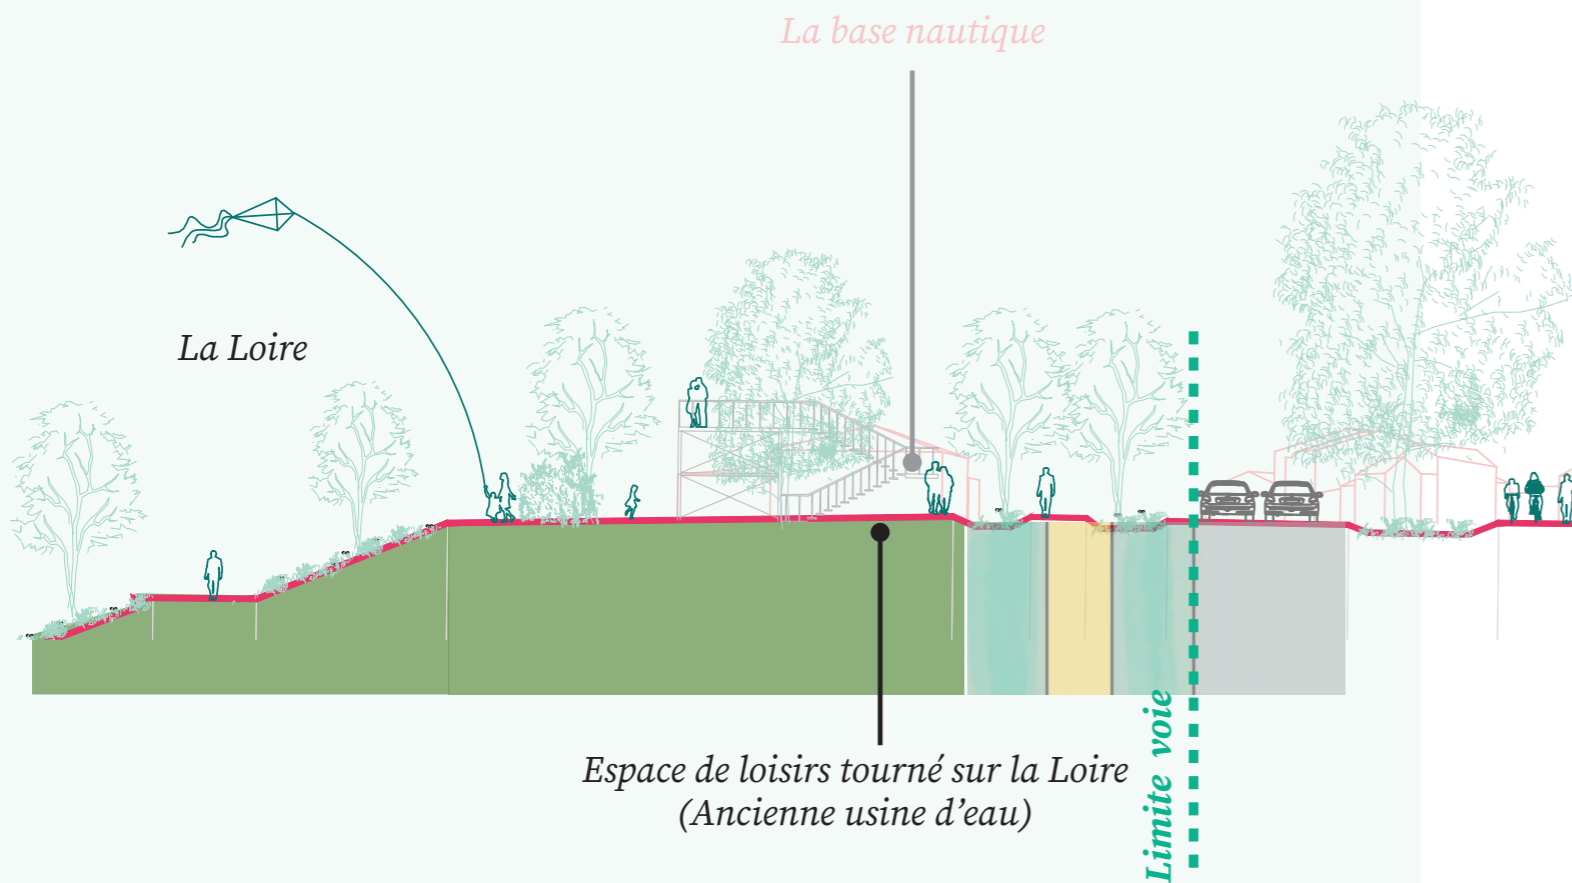 La base nautique
La Loire
Espace de loisirs tourné sur la Loire
(Ancienne usine d’eau)
Limite voie